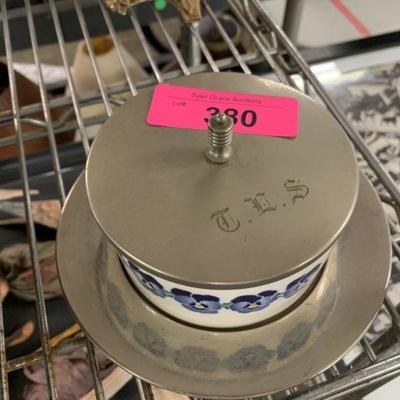 Tyler Grace Auctions
Lot#
380
T.L.S